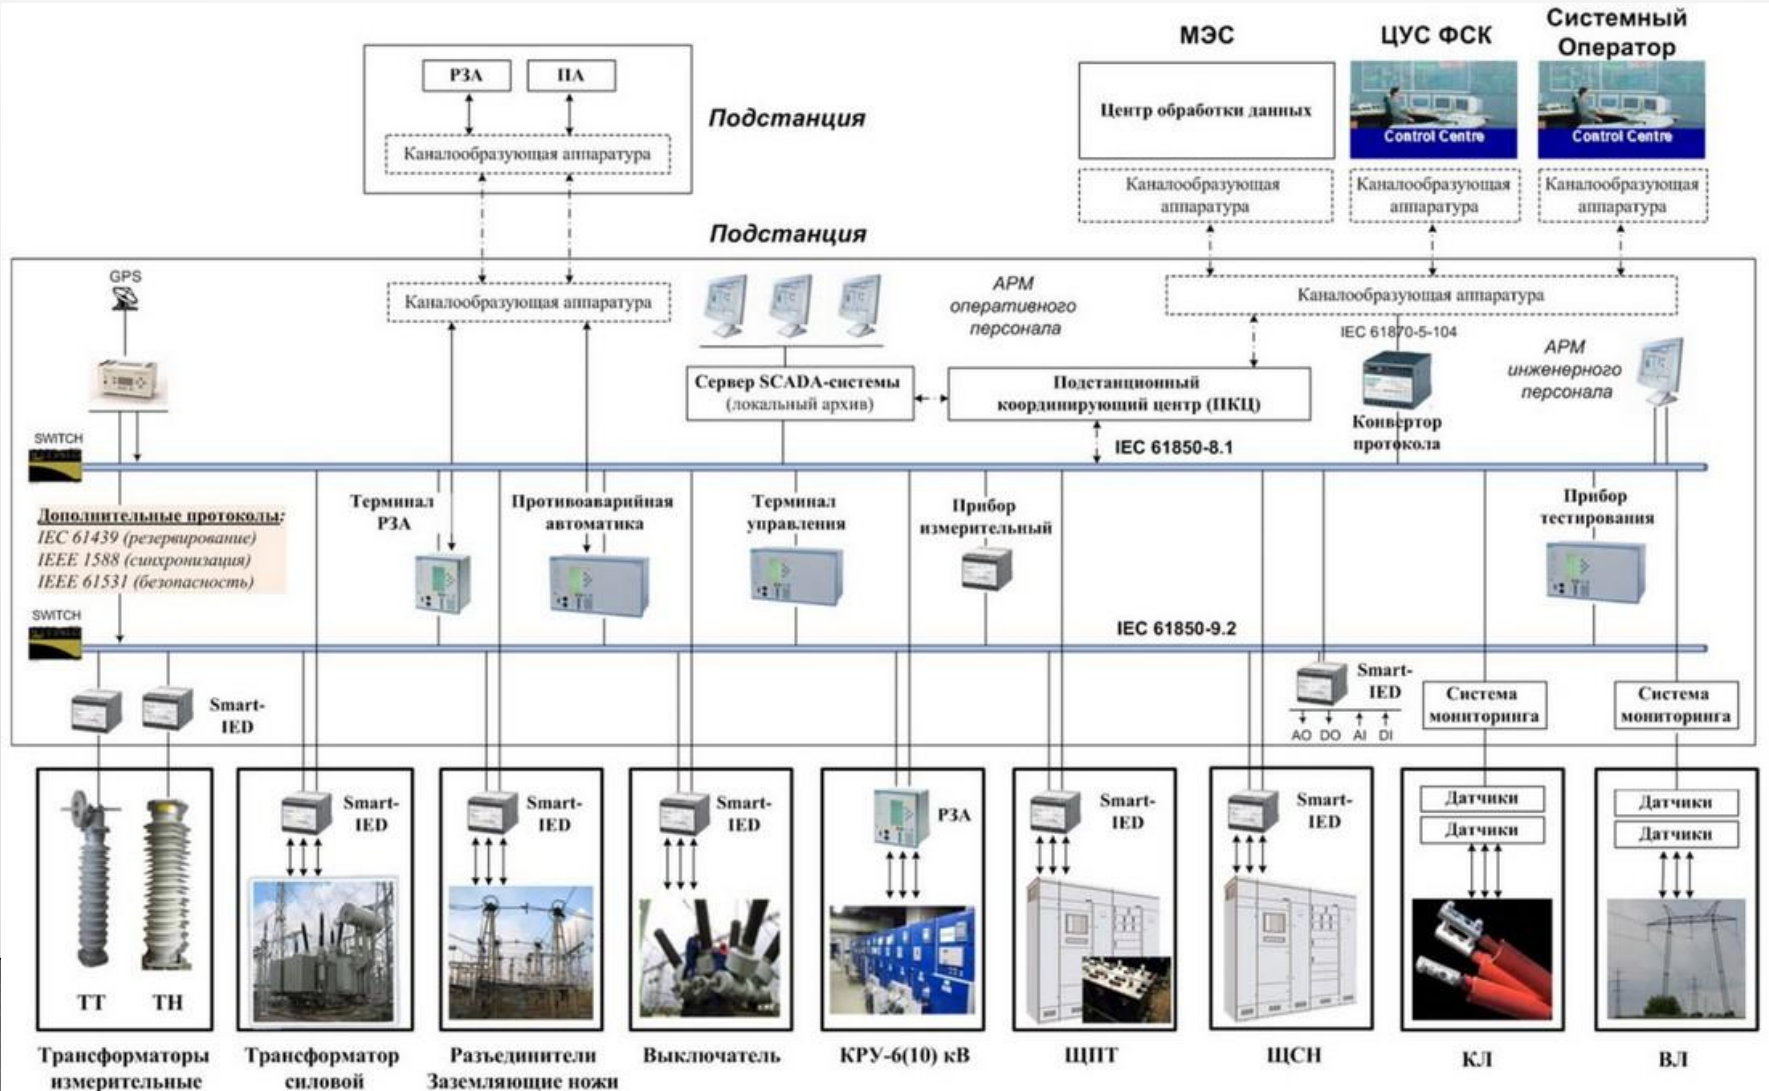 МЭС
ЦУС ФСК
Системный
Оператор
РЗА
ПА
Каналообразующая аппаратура
Подстанция
Центр обработки данных
Control Centre
Control Centre
Каналообразующая
аппаратура
Каналообразующая
аппаратура
Каналообразующая
аппаратура
Подстанция
GPS
Каналообразующая аппаратура
АРМ
оперативного
персонала
Каналообразующая аппаратура
IEC 61870-5-104
АРМ
инженерного
персонала
Сервер SCADA-системы
(локальный архив)
Подстанционный
координирующий центр (ПКЦ)
Конвертор
протокола
SWITCH
IEC 61850-8.1
Дополнительные протоколы:
IEC 61439 (резервирование)
IEEE 1588 (синхронизация)
IEEE 61531 (безопасность)
Терминал
РЗА
Противоаварийная
автоматика
Терминал
управления
Прибор
измерительный
Прибор
тестирования
SWITCH
IEC 61850-9.2
Smart-
IED
Smart-
IED
AO DO AI DI
Система
мониторинга
Система
мониторинга
Smart-
IED
Smart-
IED
Smart-
IED
РЗА
Smart-
IED
Smart-
IED
Датчики
Датчики
Датчики
Датчики
ТТ
ТН
Трансформаторы
измерительные
Трансформатор
силовой
Разъединители
Заземляющие ножи
Выключатель
КРУ-6(10) кВ
ЩПТ
ЩСН
КЛ
ВЛ